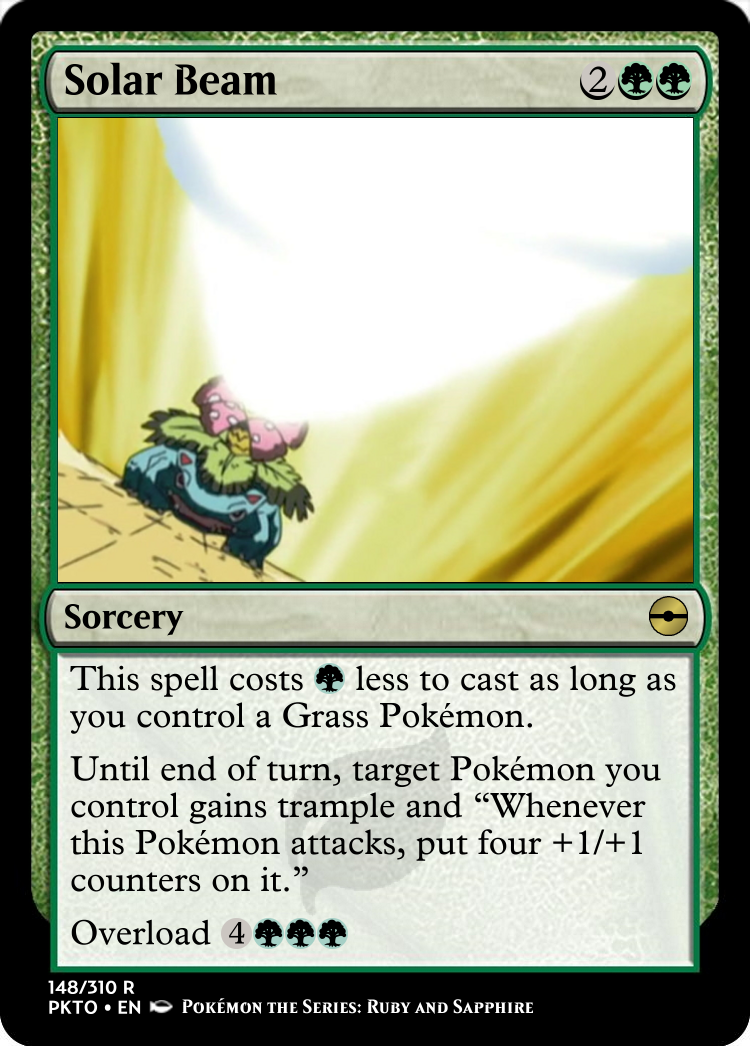 Solar Beam 2
Sorcery
This spell costs less to cast as long as
you control a Grass Pokémon.
Until end of turn, target Pokémon you
control gains trample and “Whenever
this Pokémon attacks, put four +1/+1
counters on it.”
Overload 4
148/310 R
PKTO • EN Pokémon the Series: Ruby and Sapphire